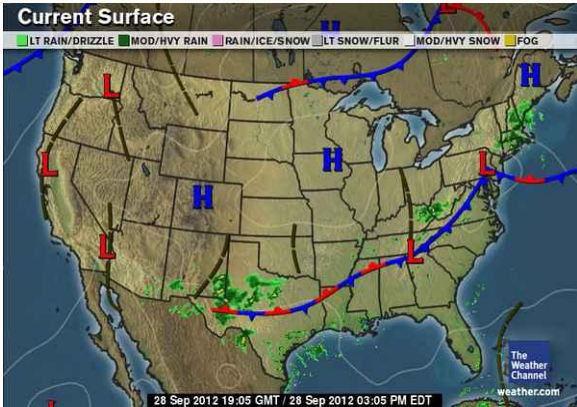 Current Surface
LT RAIN/DRIZZLE MOD/HVY RAIN RAIN/ICE/SNOW LT SNOW/FLUR MOD/HVY SNOW FOG
H
L
L
H
L
H
L
H
L
L
The
Weather
Channel
weather.com
28 Sep 2012 19:05 GMT / 28 Sep 2012 03:05 PM EDT